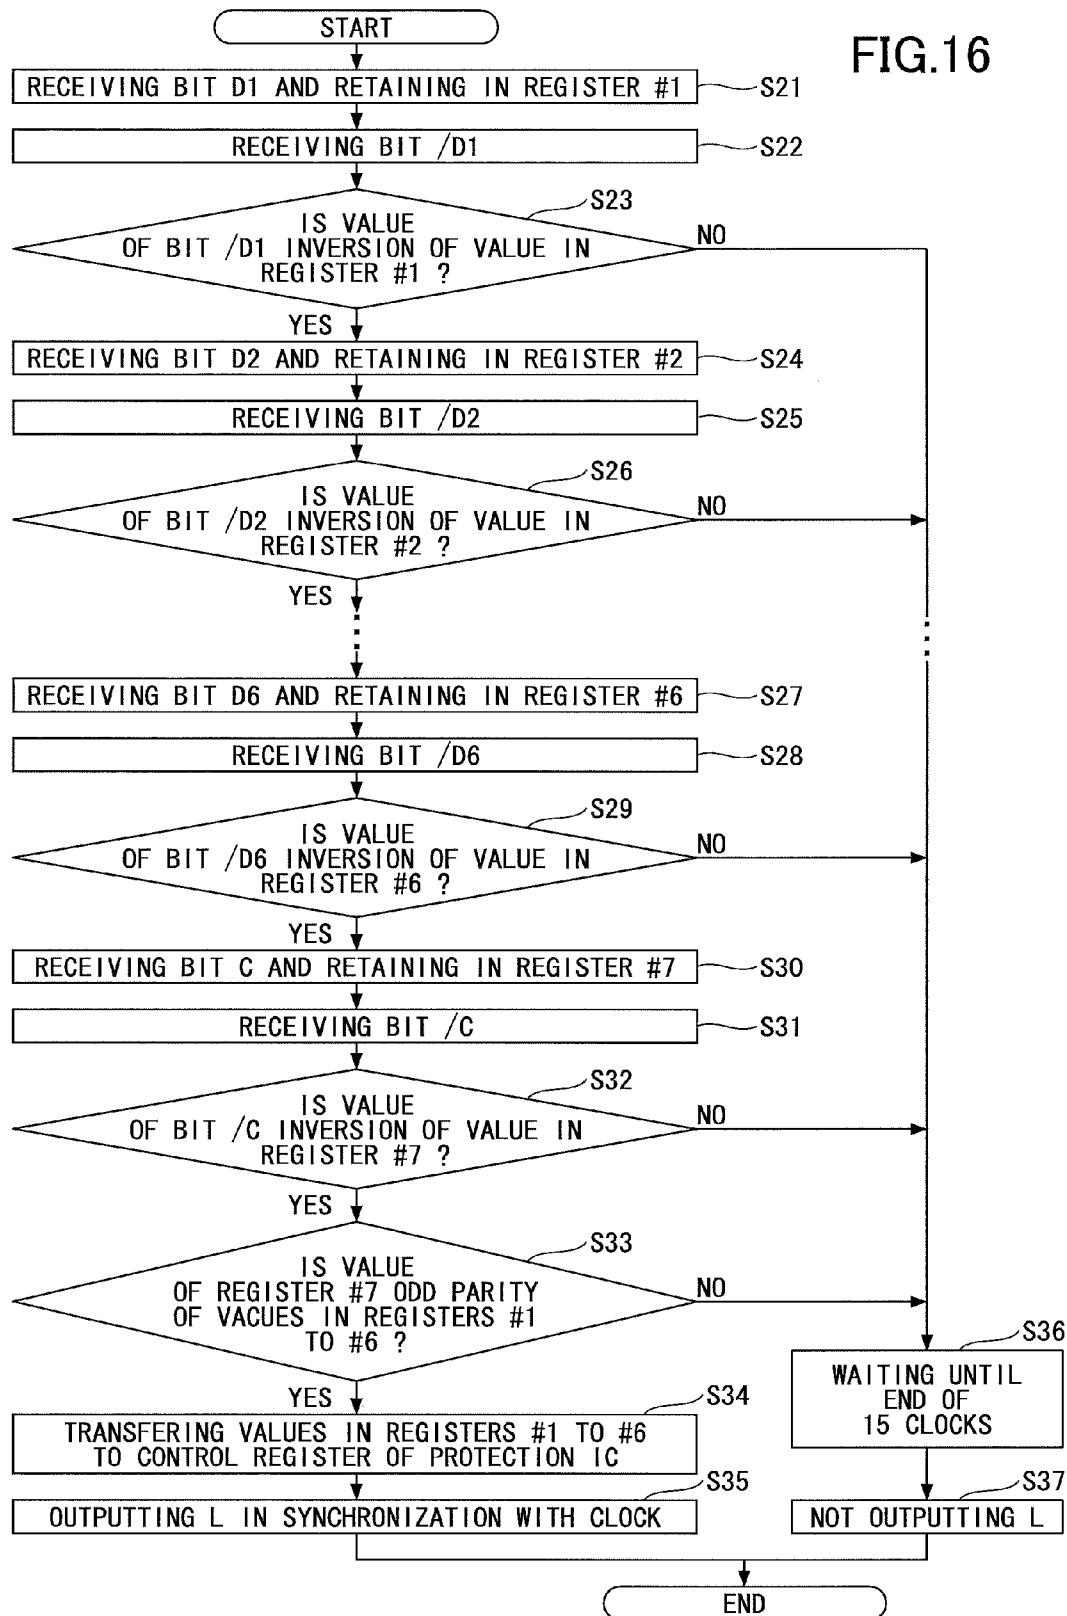 START
FIG.16
RECEIVING BIT D1 AND RETAINING IN REGISTER #1
S21
RECEIVING BIT /D1
S22
S23
IS VALUE
OF BIT /D1 INVERSION OF VALUE IN
REGISTER #1 ?
NO
YES
RECEIVING BIT D2 AND RETAINING IN REGISTER #2
S24
RECEIVING BIT /D2
S25
S26
IS VALUE
OF BIT /D2 INVERSION OF VALUE IN
REGISTER #2 ?
NO
YES
RECEIVING BIT D6 AND RETAINING IN REGISTER #6
S27
RECEIVING BIT /D6
S28
S29
IS VALUE
OF BIT /D6 INVERSION OF VALUE IN
REGISTER #6 ?
NO
YES
RECEIVING BIT C AND RETAINING IN REGISTER #7
S30
RECEIVING BIT /C
S31
S32
IS VALUE
OF BIT /C INVERSION OF VALUE IN
REGISTER #7 ?
NO
YES
S33
IS VALUE
OF REGISTER #7 ODD PARITY
OF VACUES IN REGISTERS #1
TO #6 ?
NO
YES
S34
TRANSFERING VALUES IN REGISTERS #1 TO #6
TO CONTROL REGISTER OF PROTECTION IC
S35
OUTPUTTING L IN SYNCHRONIZATION WITH CLOCK
S36
WAITING UNTIL
END OF
15 CLOCKS
S37
NOT OUTPUTTING L
END